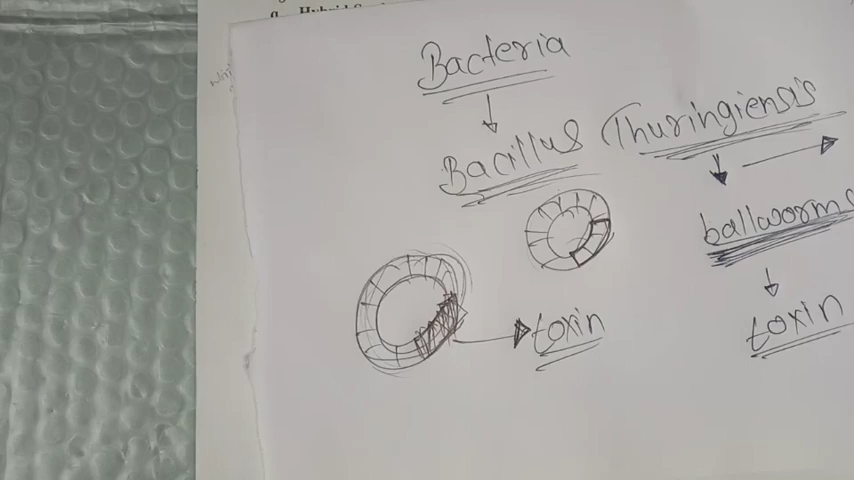 Bacteria
Bacillus Thuringiensis
ballworms
toxin
toxin